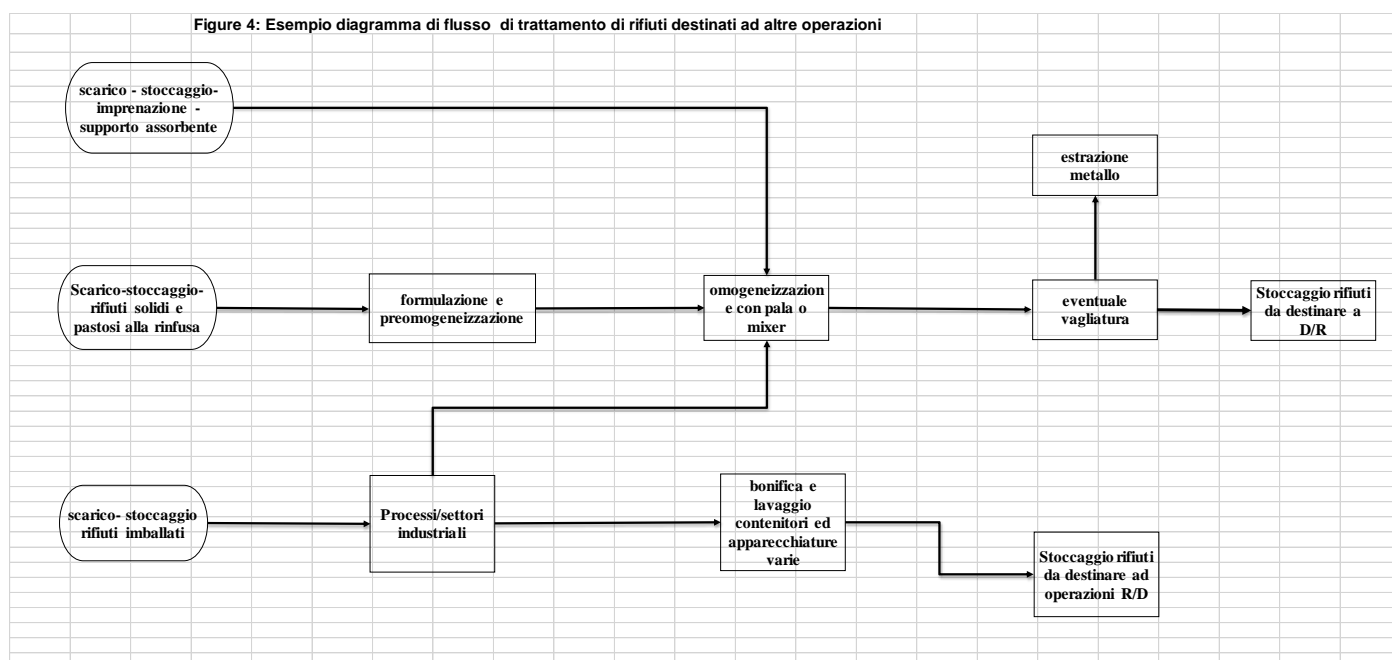 Figure 4: Esempio diagramma di flusso di trattamento di rifiuti destinati ad altre operazioni
scarico - stoccaggio-
imprenazione -
supporto assorbente
estrazione
metallo
Scarico-stoccaggio-
rifiuti solidi e
pastosi alla rinfusa
formulazione e
preomogeneizzazione
omogeneizzazion
e con pala o
mixer
eventuale
vagliatura
Stoccaggio rifiuti
da destinare a
D/R
scarico- stoccaggio
rifiuti imballati
Processi/settori
industriali
bonifica e
lavaggio
contenitori ed
apparecchiature
varie
Stoccaggio rifiuti
da destinare ad
operazioni R/D